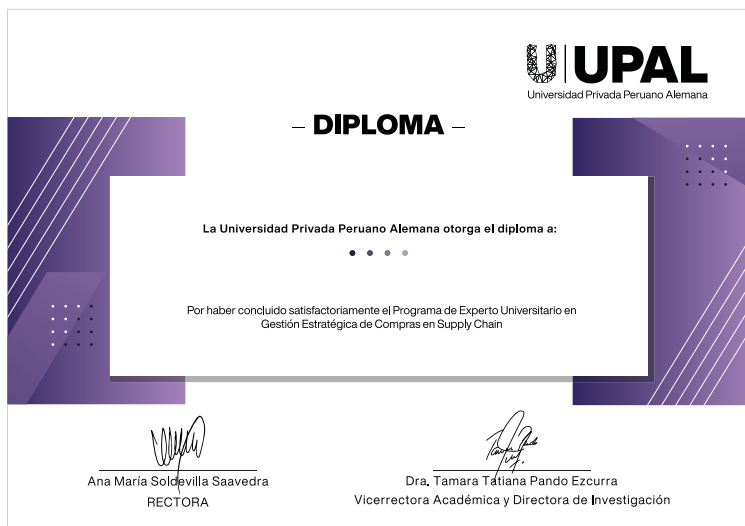 UPAL
Universidad Privada Peruano Alemana
– DIPLOMA –
La Universidad Privada Peruano Alemana otorga el diploma a:
Por haber concluido satisfactoriamente el Programa de Experto Universitario en
Gestión Estratégica de Compras en Supply Chain
Ana María Soldevilla Saavedra
RECTORA
Dra. Tamara Tatiana Pando Ezcurra
Vicerrectora Académica y Directora de Investigación